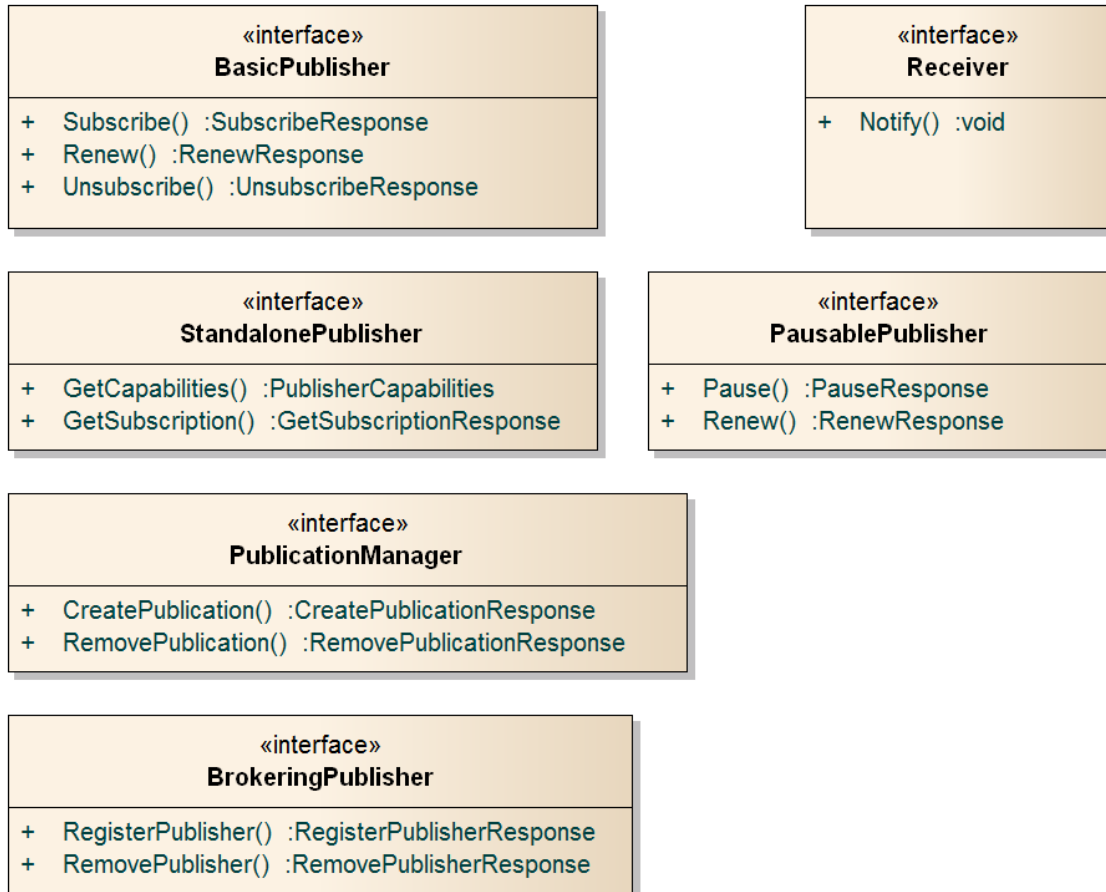 «interface»
BasicPublisher
+ Subscribe() :SubscribeResponse
+ Renew() :RenewResponse
+ Unsubscribe() :UnsubscribeResponse
«interface»
Receiver
+ Notify() :void
«interface»
StandalonePublisher
+ GetCapabilities() :PublisherCapabilities
+ GetSubscription() :GetSubscriptionResponse
«interface»
PausablePublisher
+ Pause() :PauseResponse
+ Renew() :RenewResponse
«interface»
PublicationManager
+ CreatePublication() :CreatePublicationResponse
+ RemovePublication() :RemovePublicationResponse
«interface»
BrokeringPublisher
+ RegisterPublisher() :RegisterPublisherResponse
+ RemovePublisher() :RemovePublisherResponse